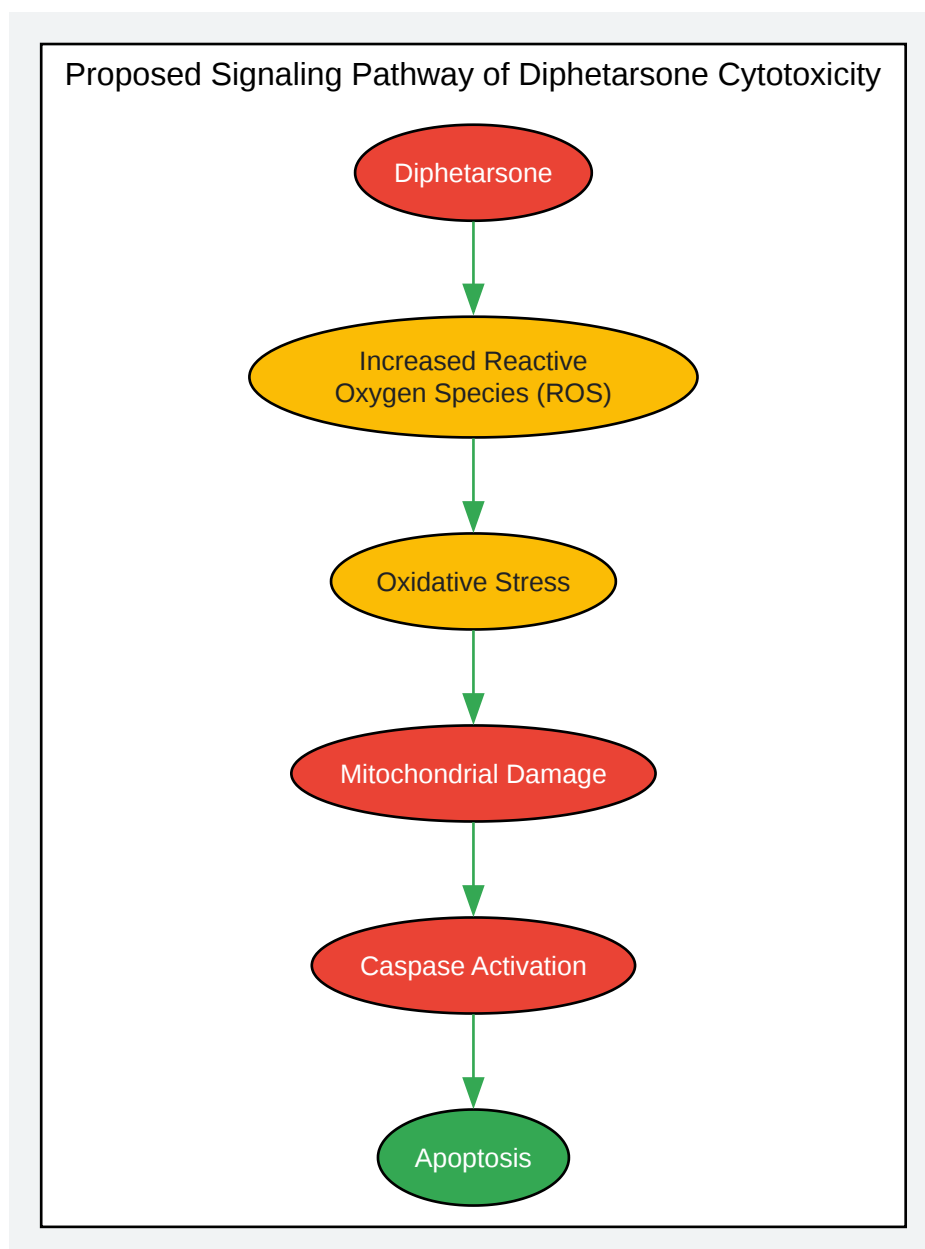 Proposed Signaling Pathway of Diphetarsone Cytotoxicity
Diphetarsone
Increased Reactive
Oxygen Species (ROS)
Oxidative Stress
Mitochondrial Damage
Caspase Activation
Apoptosis